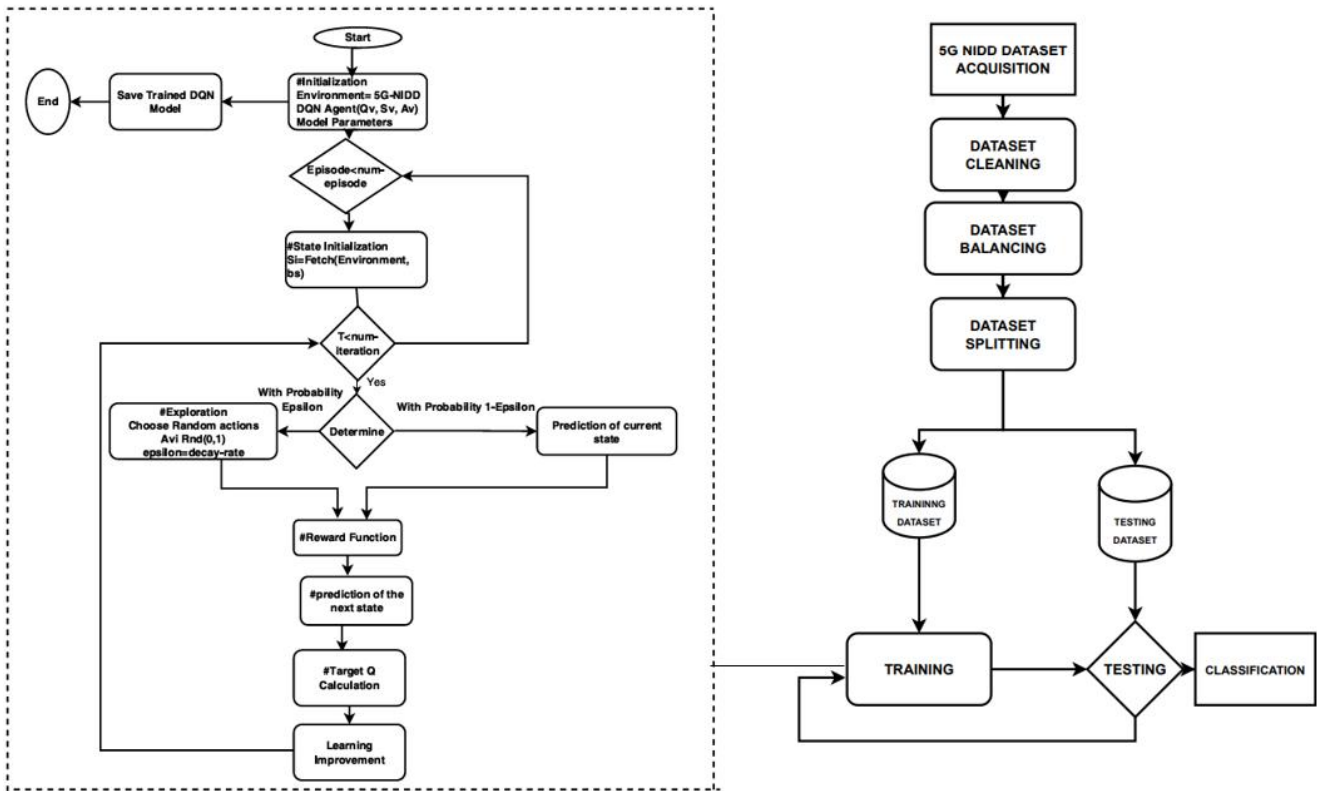 Start
#Initialization
Environment= 5G-NIDD
DQN Agent(Qv, Sv, Av)
Model Parameters
Save Trained DQN
Model
End
Episode<num-
episode
#State Initialization
Si=Fetch(Environment,
bs)
T<num-
iteration
Yes
With Probability
Epsilon
With Probability 1-Epsilon
#Exploration
Choose Random actions
Avi Rnd(0,1)
epsilon=decay-rate
Determine
Prediction of current
state
#Reward Function
#prediction of the
next state
#Target Q
Calculation
Learning
Improvement
5G NIDD DATASET
ACQUISITION
DATASET
CLEANING
DATASET
BALANCING
DATASET
SPLITTING
TRAININNG
DATASET
TESTING
DATASET
TRAINING
TESTING
CLASSIFICATION